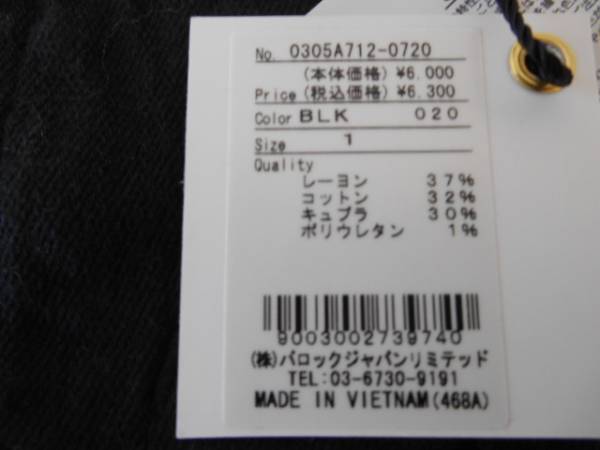 No. 0305A712-0720
(本体価格) ¥6.000
Price (税込価格) ¥6.300
Color BLK 020
Size 1
Quality
レーヨン 37%
コットン 32%
キュプラ 30%
ポリウレタン 1%
9003002739740
(株)バロックジャパンリミテッド
TEL:03-6730-9191
MADE IN VIETNAM(468A)